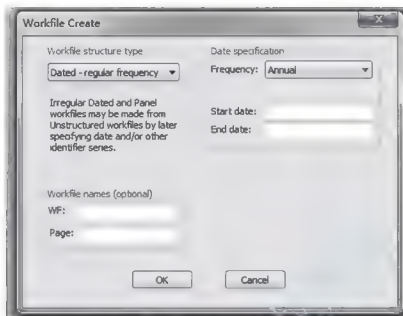 Workfile Create
Workfile structure type
Dated - regular frequency
Irregular Dated and Panel
workfiles may be made from
Unstructured workfiles by later
specifying date and/or other
identifier series.
Date specification
Frequency: Annual
Start date:
End date:
Workfile names (optional)
WF:
Page:
OK
Cancel